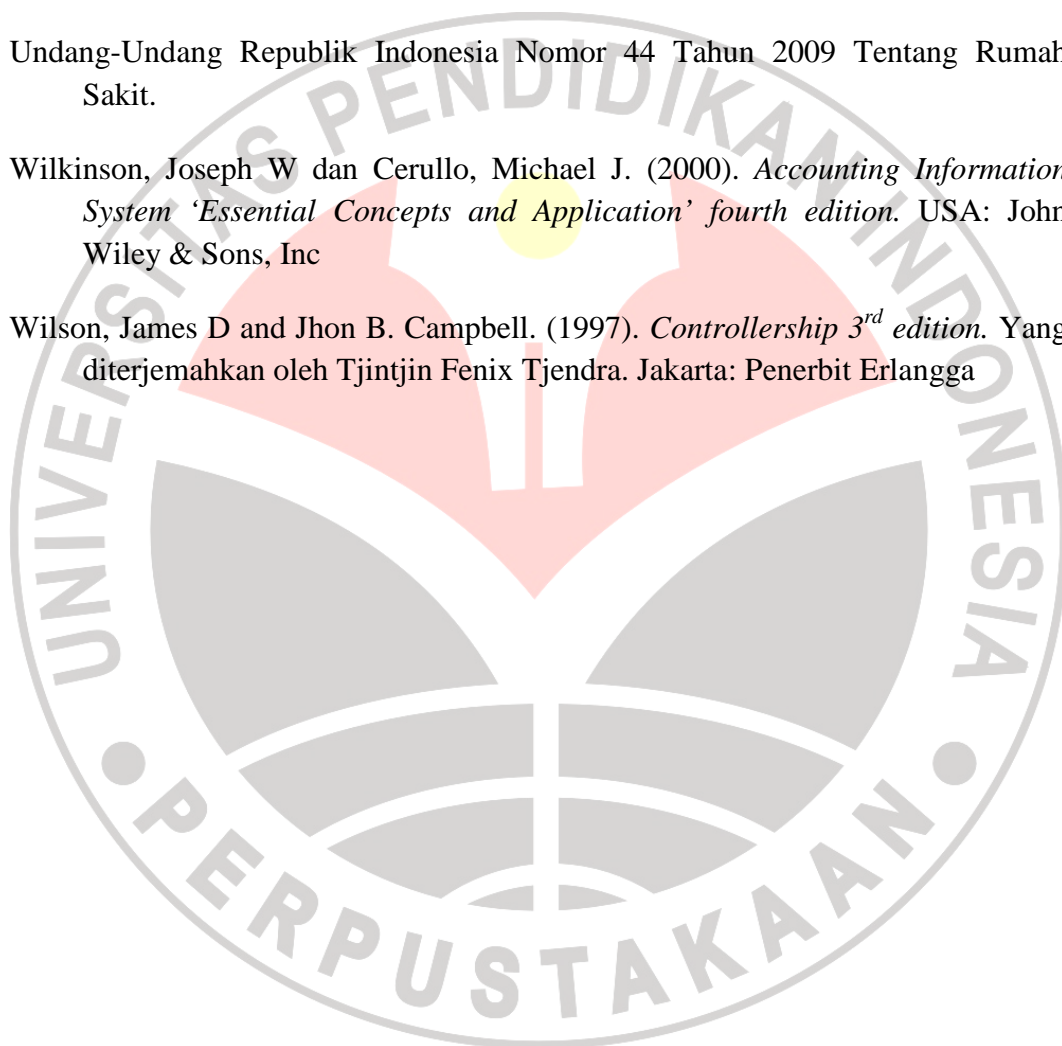 Undang-Undang Republik Indonesia Nomor 44 Tahun 2009 Tentang Rumah
Sakit.
Wilkinson, Joseph W dan Cerullo, Michael J. (2000). Accounting Information
System ‘Essential Concepts and Application’ fourth edition. USA: John
Wiley & Sons, Inc
Wilson, James D and Jhon B. Campbell. (1997). Controllership 3rd edition. Yang
diterjemahkan oleh Tjintjin Fenix Tjendra. Jakarta: Penerbit Erlangga
UNIVERSITAS PENDIDIKAN INDONESIA
PERPUSTAKAAN